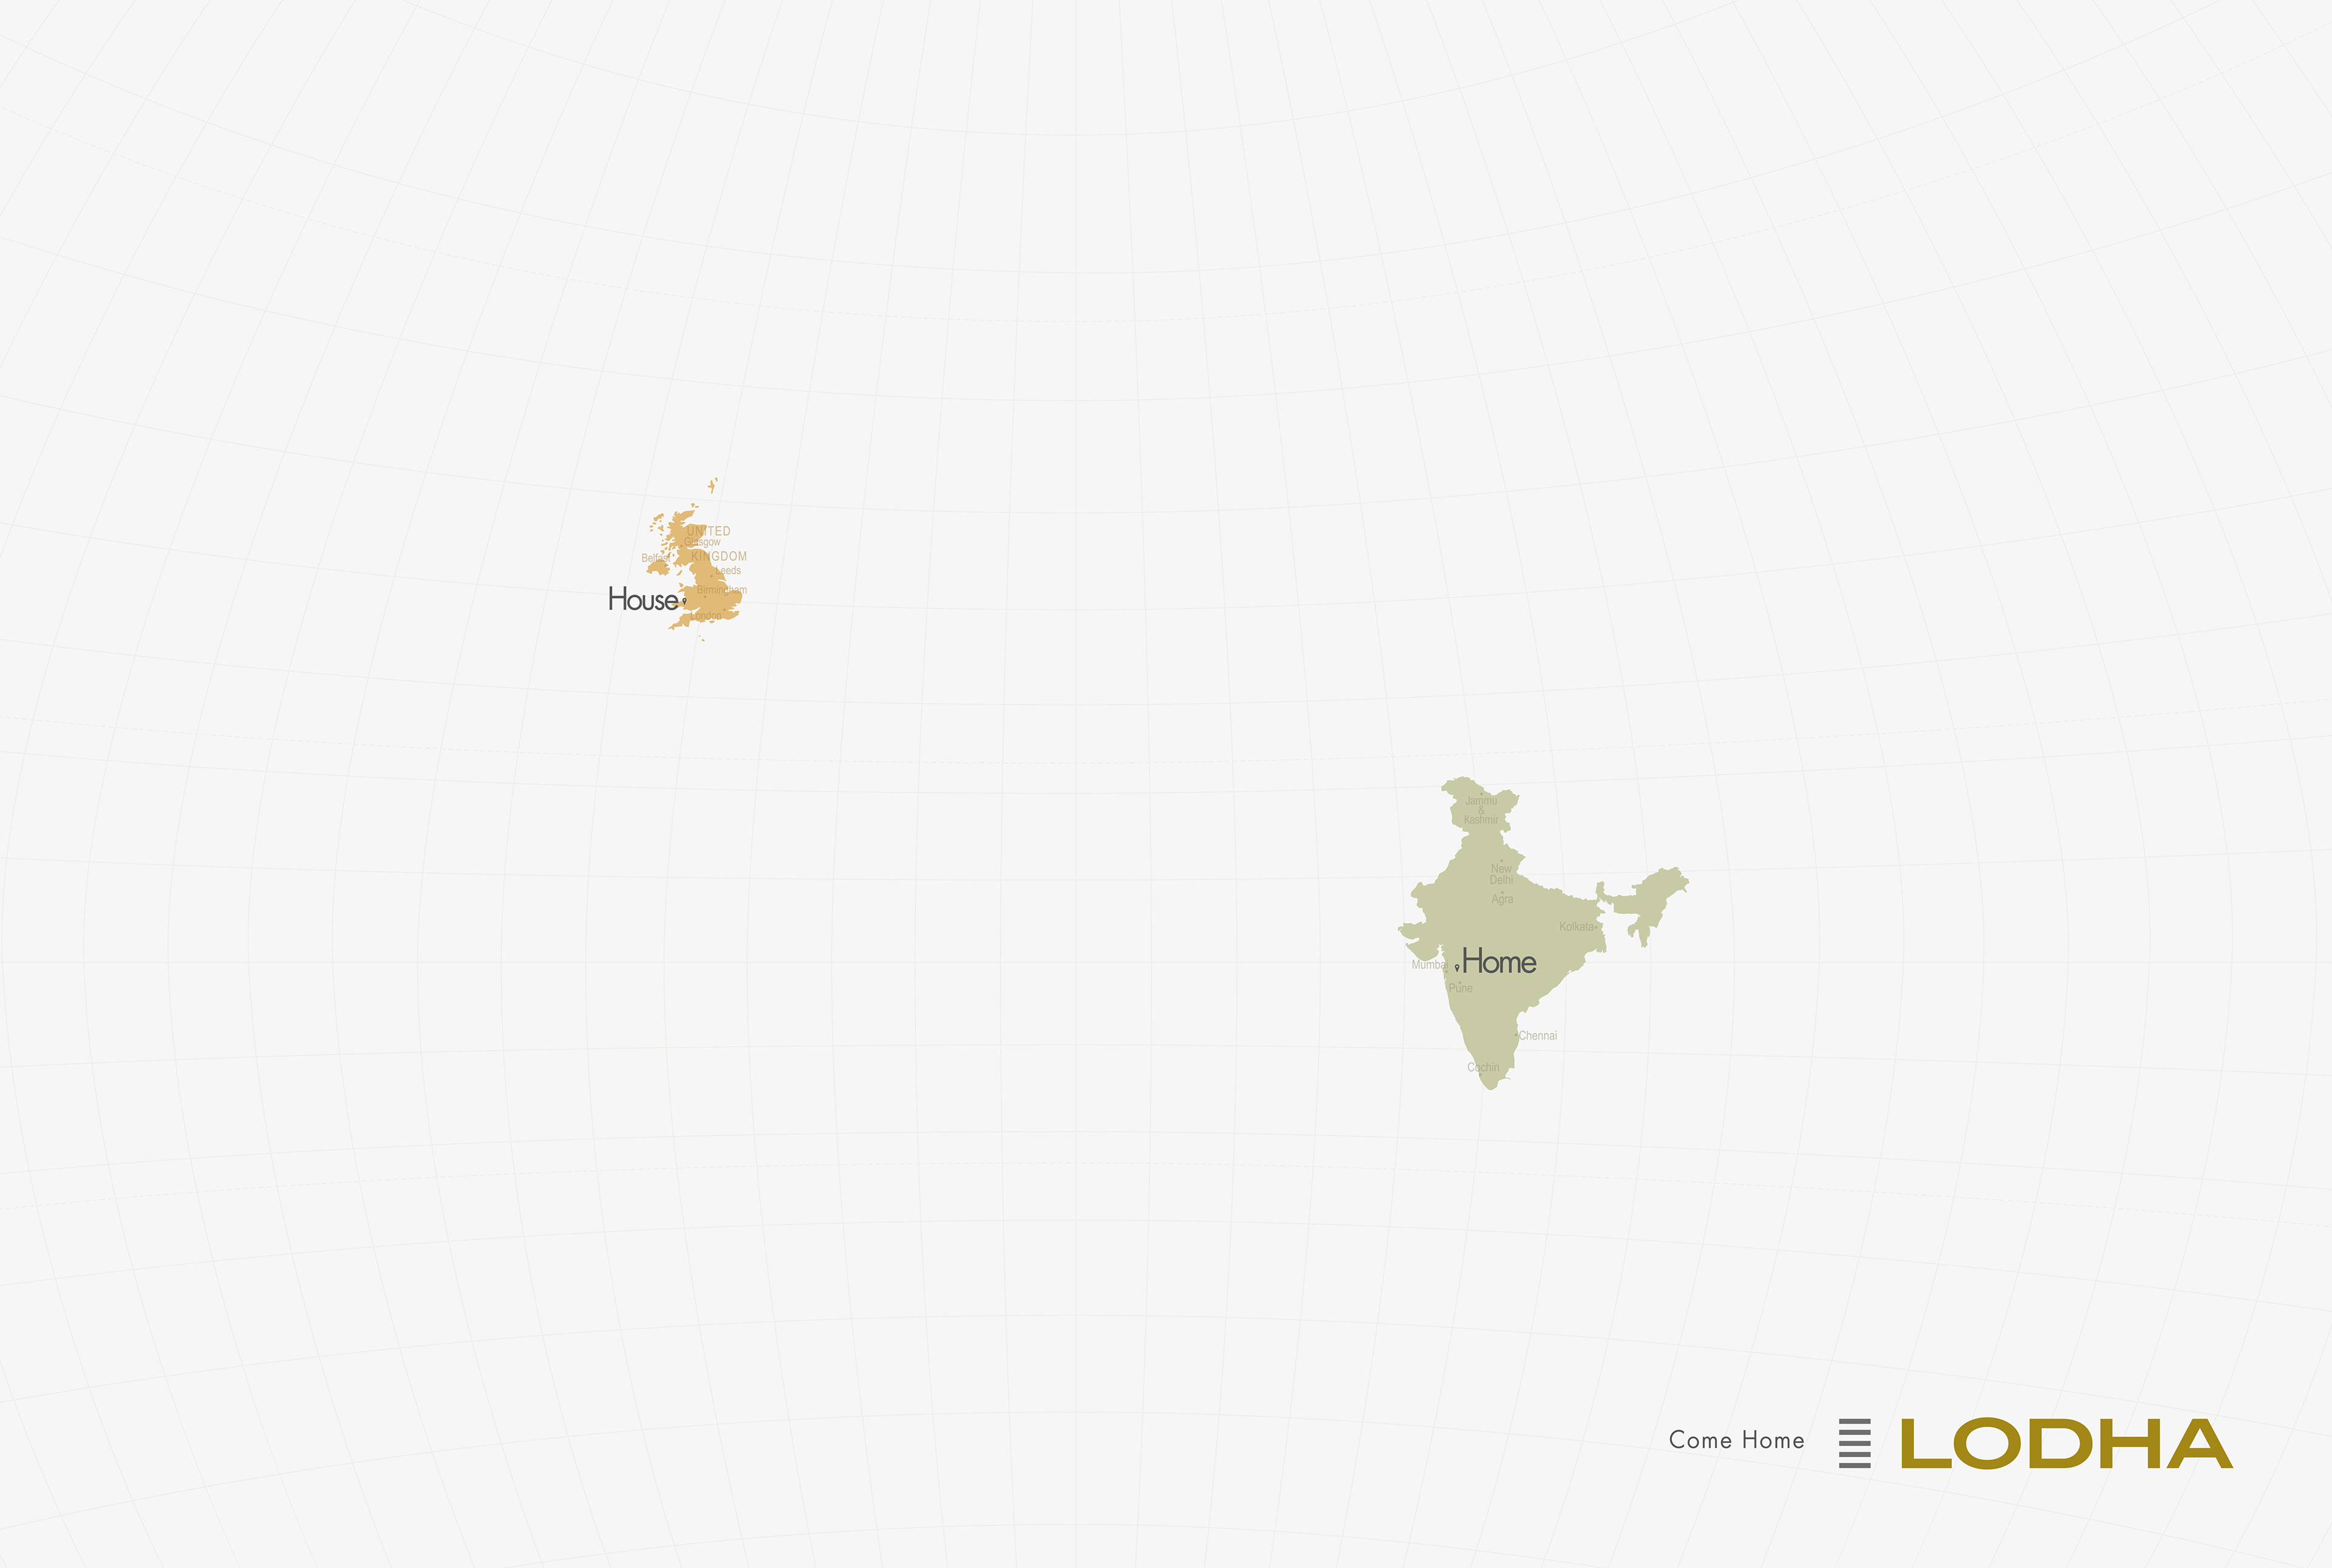 UNITED
Glasgow
KINGDOM
Belfast
Leeds
Birmingham
House
London
Jammu
&
Kashmir
New
Delhi
Agra
Kolkata
Mumbai
Home
Pune
Chennai
Cochin
Come Home
LODHA